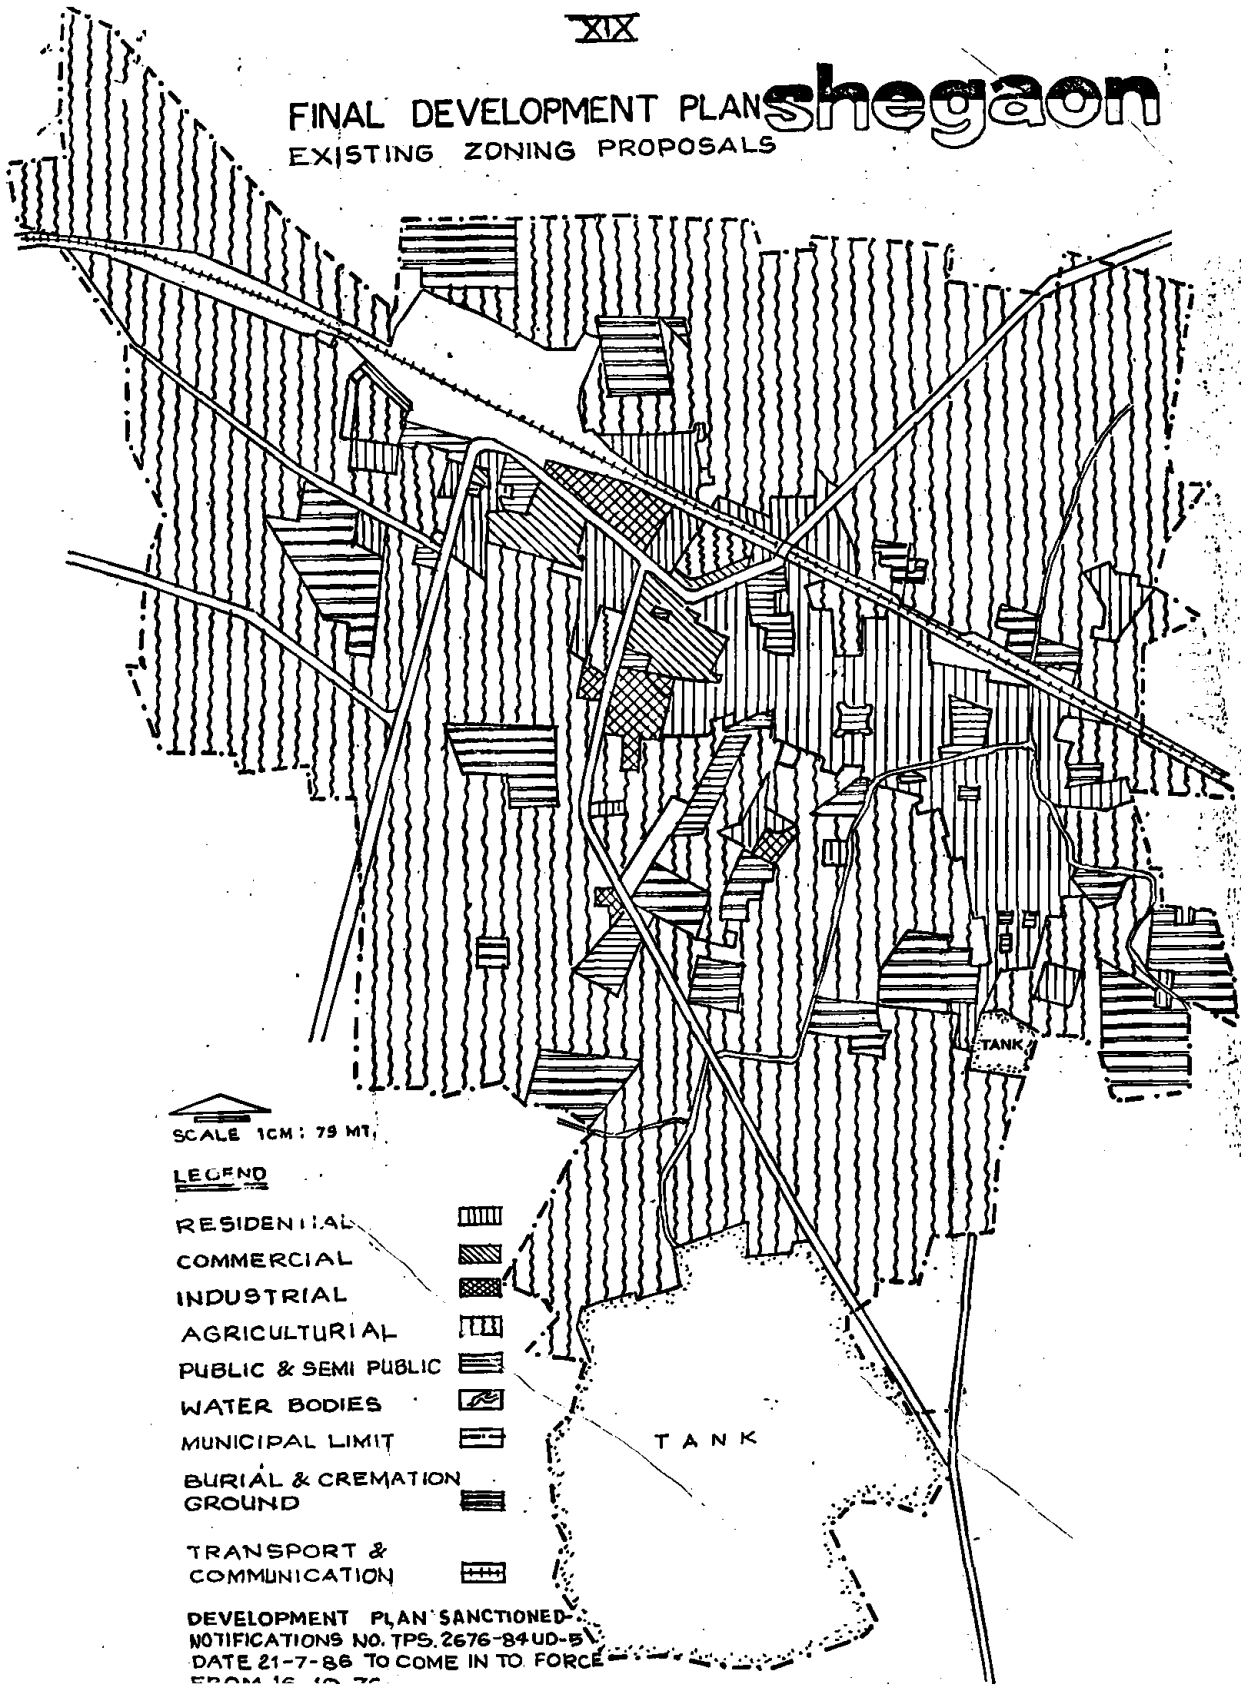 XIX
FINAL DEVELOPMENT PLAN shegaon
EXISTING ZONING PROPOSALS
TANK
SCALE 1CM : 79 MT.
LEGEND
RESIDENTIAL
COMMERCIAL
INDUSTRIAL
AGRICULTURIAL
PUBLIC & SEMI PUBLIC
WATER BODIES
MUNICIPAL LIMIT
BURIAL & CREMATION
GROUND
TRANSPORT &
COMMUNICATION
TANK
DEVELOPMENT PLAN SANCTIONED
NOTIFICATIONS NO. TPS. 2676-84 UD-5
DATE 21-7-86 TO COME IN TO FORCE
FROM